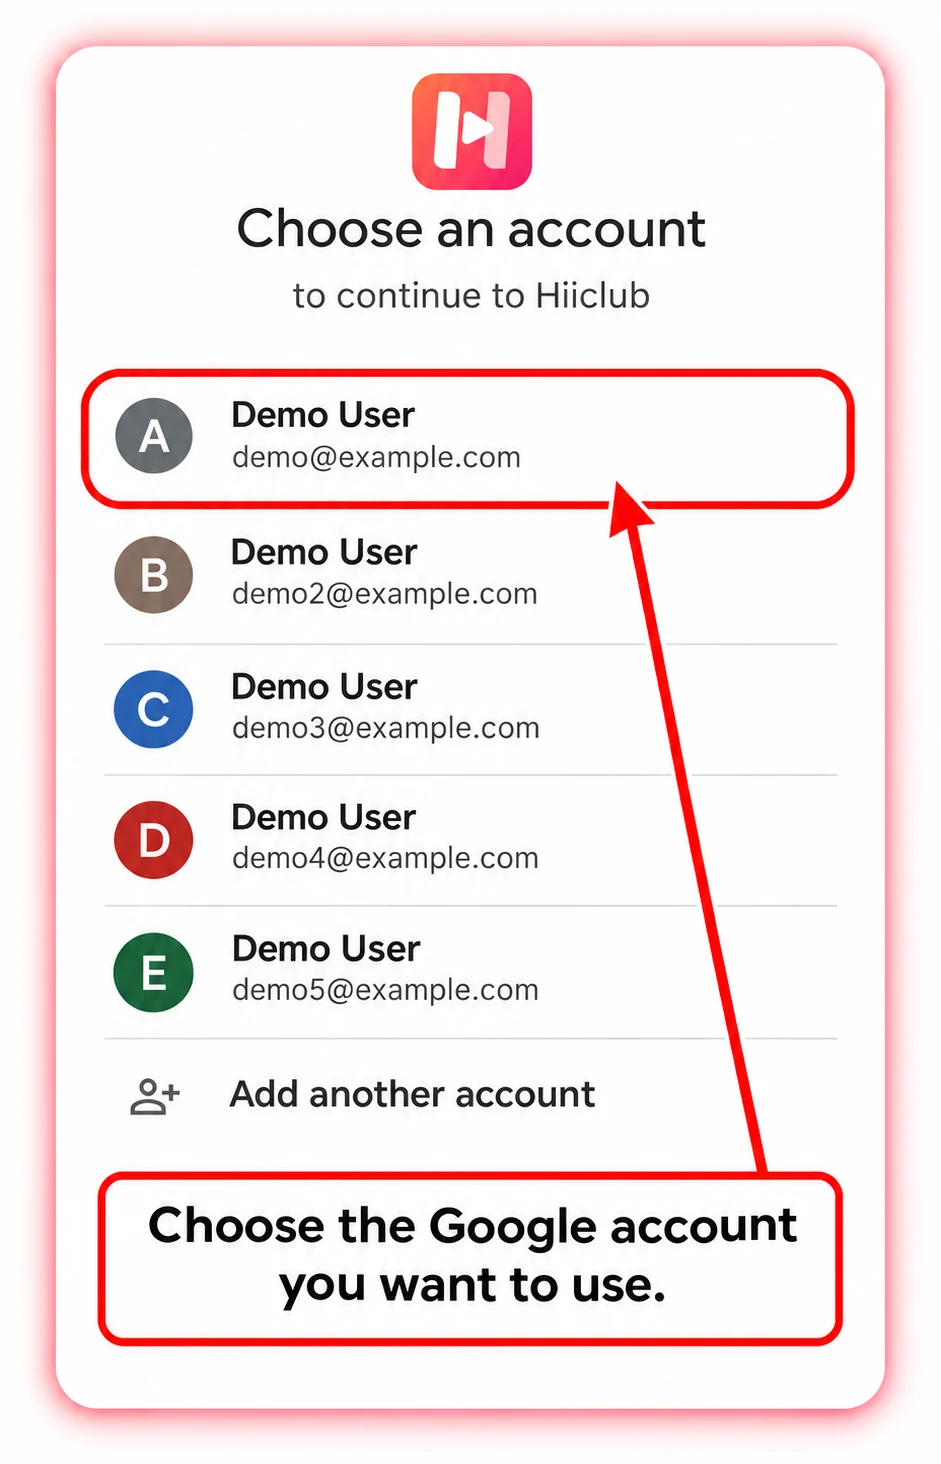 H
Choose an account
to continue to Hiiclub
A
Demo User
demo@example.com
B
Demo User
demo2@example.com
C
Demo User
demo3@example.com
D
Demo User
demo4@example.com
E
Demo User
demo5@example.com
Add another account
Choose the Google account
you want to use.